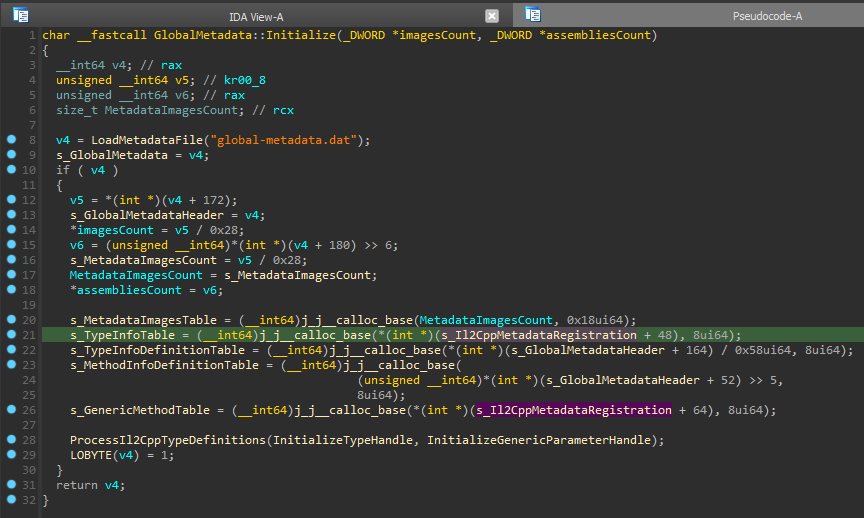 IDA View-A
Pseudocode-A
1 char __fastcall GlobalMetadata::Initialize(_DWORD *imagesCount, _DWORD *assembliesCount)
2 {
3 __int64 v4; // rax
4 unsigned __int64 v5; // kr00_8
5 unsigned __int64 v6; // rax
6 size_t MetadataImagesCount; // rcx
7
8 v4 = LoadMetadataFile("global-metadata.dat");
9 s_GlobalMetadata = v4;
10 if ( v4 )
11 {
12 v5 = *(int *)(v4 + 172);
13 s_GlobalMetadataHeader = v4;
14 *imagesCount = v5 / 0x28;
15 v6 = (unsigned __int64)*(int *)(v4 + 180) >> 6;
16 s_MetadataImagesCount = v5 / 0x28;
17 MetadataImagesCount = s_MetadataImagesCount;
18 *assembliesCount = v6;
19
20 s_MetadataImagesTable = (__int64)j_j__calloc_base(MetadataImagesCount, 0x18ui64);
21 s_TypeInfoTable = (__int64)j_j__calloc_base(*(int *)(s_Il2CppMetadataRegistration + 48), 8ui64);
22 s_TypeInfoDefinitionTable = (__int64)j_j__calloc_base(*(int *)(s_GlobalMetadataHeader + 164) / 0x58ui64, 8ui64);
23 s_MethodInfoDefinitionTable = (__int64)j_j__calloc_base(
24 (unsigned __int64)*(int *)(s_GlobalMetadataHeader + 52) >> 5,
25 8ui64);
26 s_GenericMethodTable = (__int64)j_j__calloc_base(*(int *)(s_Il2CppMetadataRegistration + 64), 8ui64);
27
28 ProcessIl2CppTypeDefinitions(InitializeTypeHandle, InitializeGenericParameterHandle);
29 LOBYTE(v4) = 1;
30 }
31 return v4;
32 }